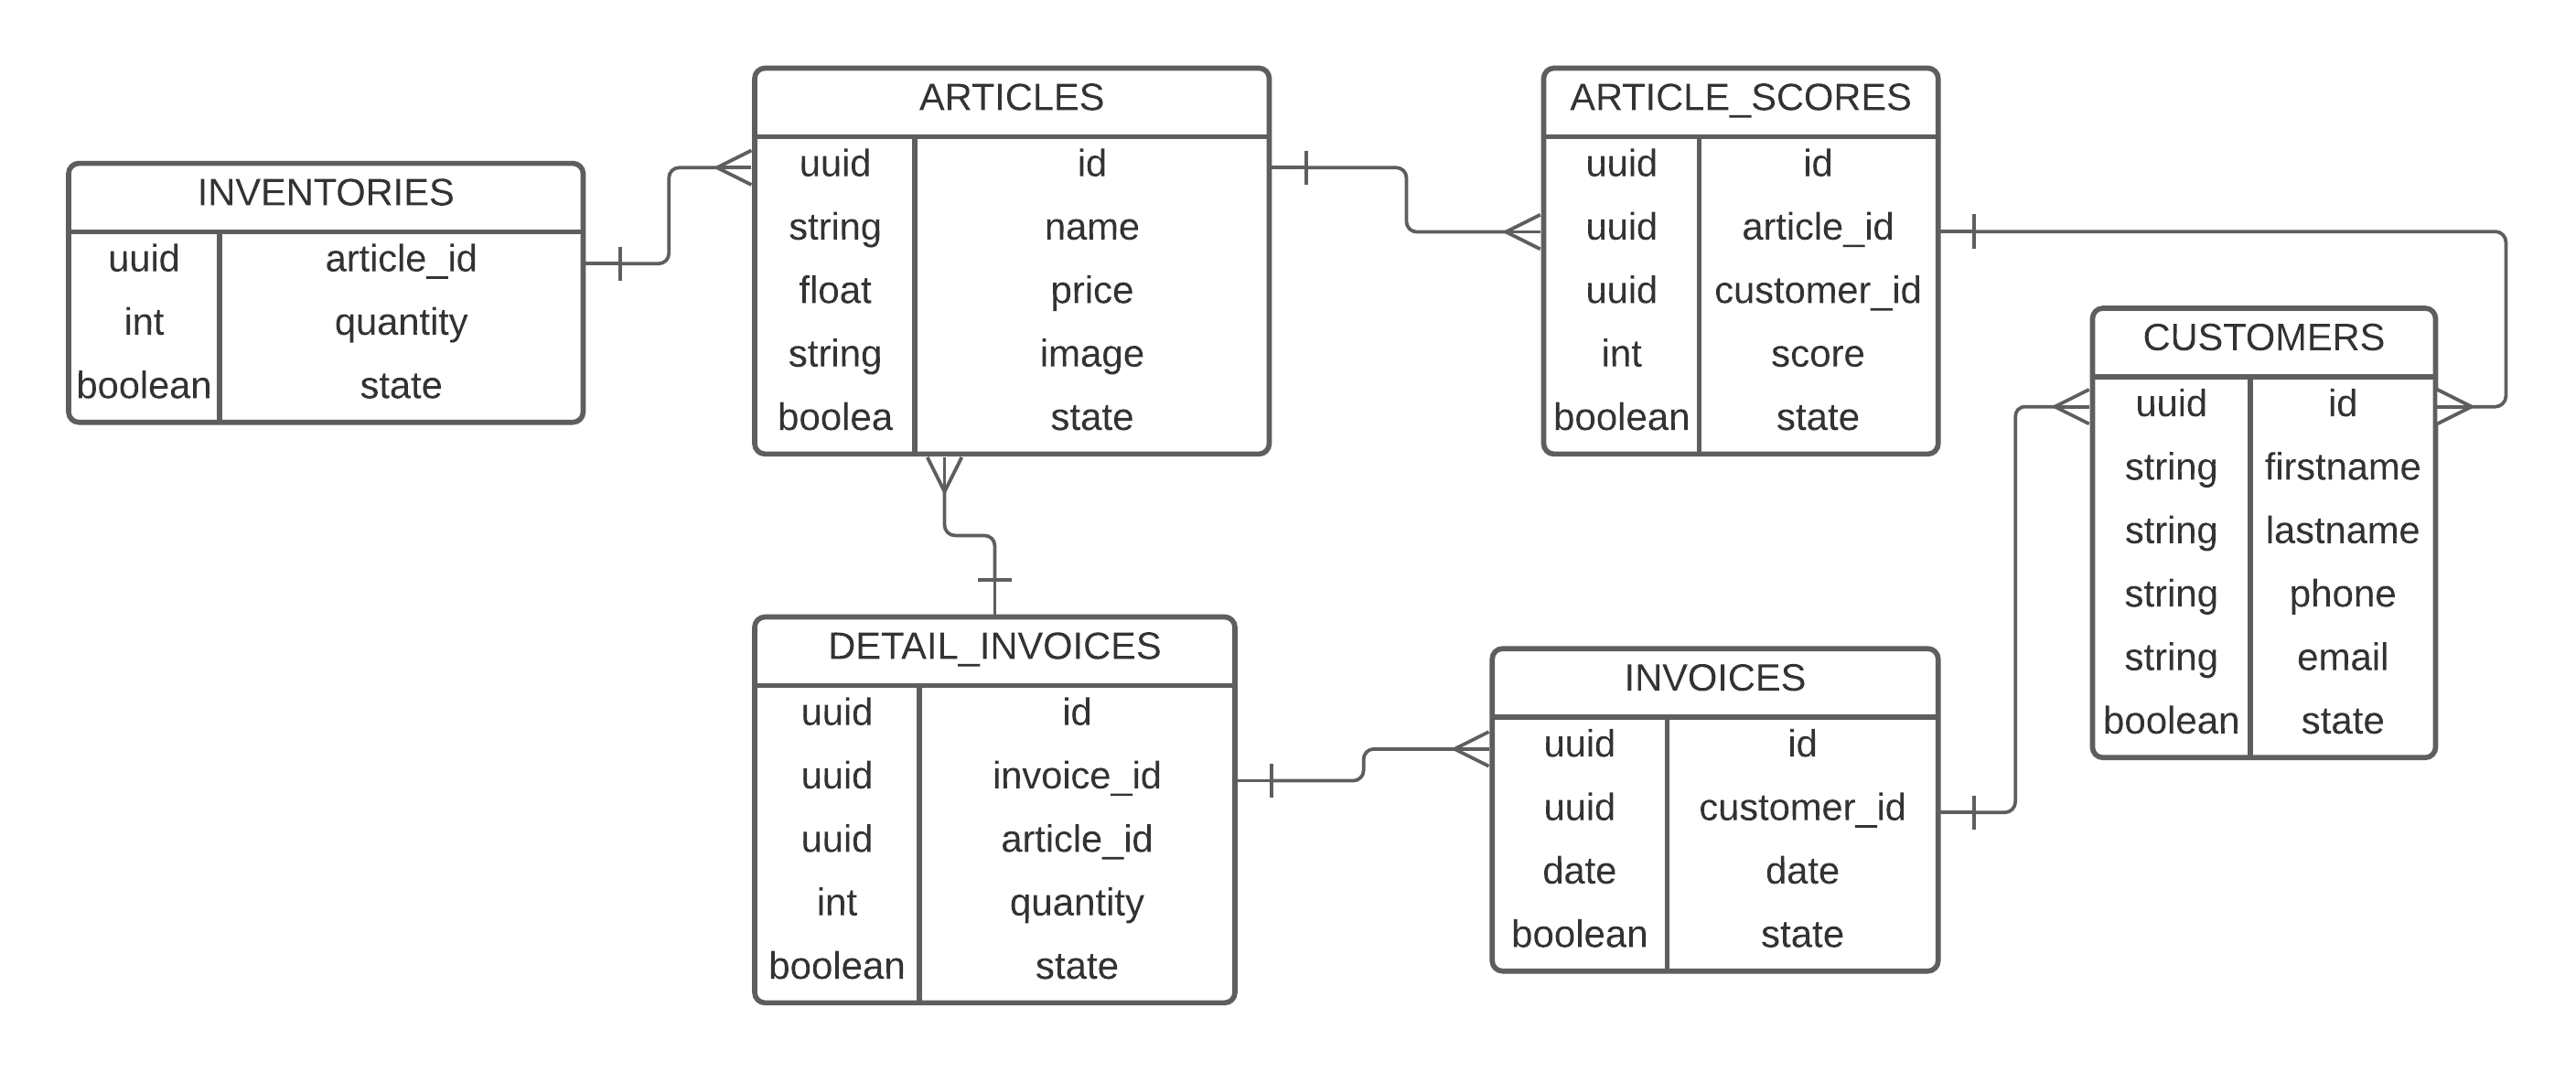 INVENTORIES
uuid article_id
int quantity
boolean state
ARTICLES
uuid id
string name
float price
string image
boolea state
ARTICLE_SCORES
uuid id
uuid article_id
uuid customer_id
int score
boolean state
CUSTOMERS
uuid id
string firstname
string lastname
string phone
string email
boolean state
DETAIL_INVOICES
uuid id
uuid invoice_id
uuid article_id
int quantity
boolean state
INVOICES
uuid id
uuid customer_id
date date
boolean state